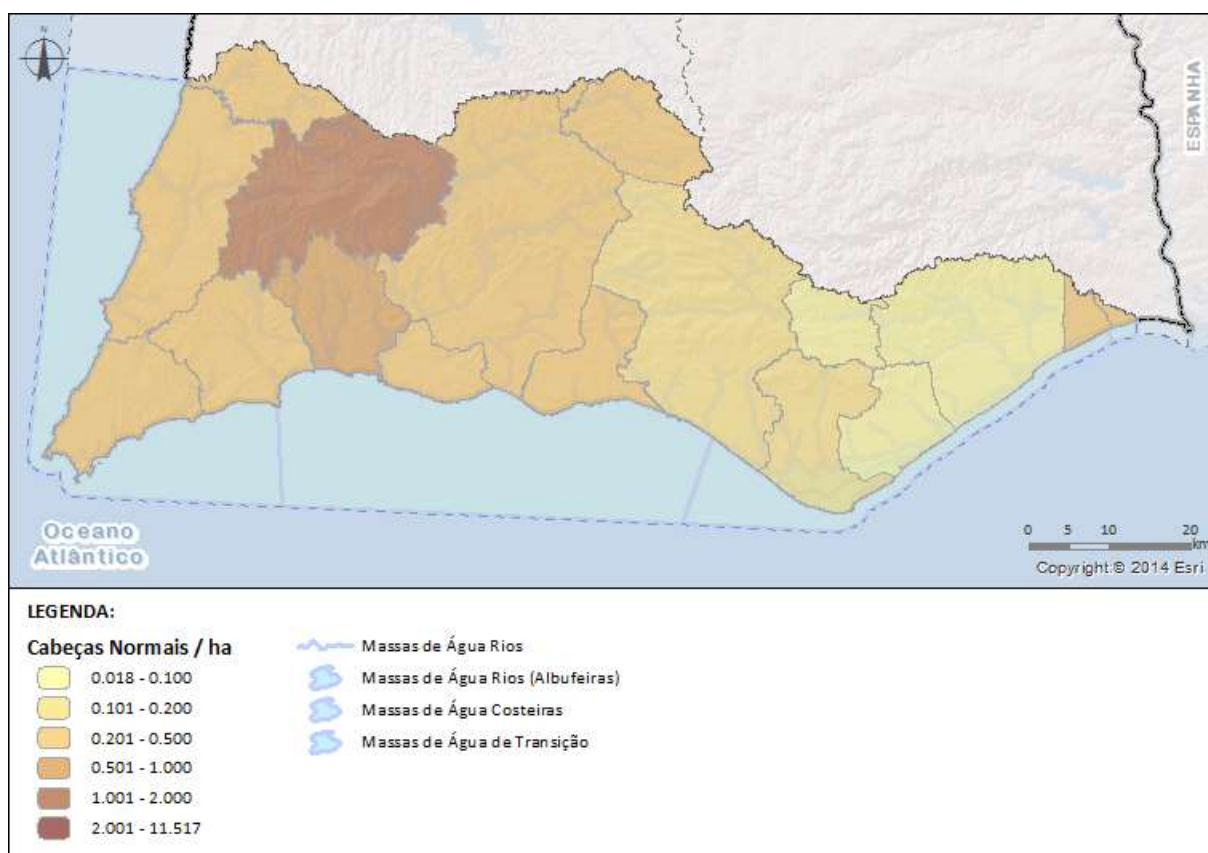 N
ESPANHA
Oceano
Atlântico
0 5 10 20
km
Copyright:© 2014 Esri
LEGENDA:
Cabeças Normais / ha
0.018 - 0.100
0.101 - 0.200
0.201 - 0.500
0.501 - 1.000
1.001 - 2.000
2.001 - 11.517
Massas de Água Rios
Massas de Água Rios (Albufeiras)
Massas de Água Costeiras
Massas de Água de Transição